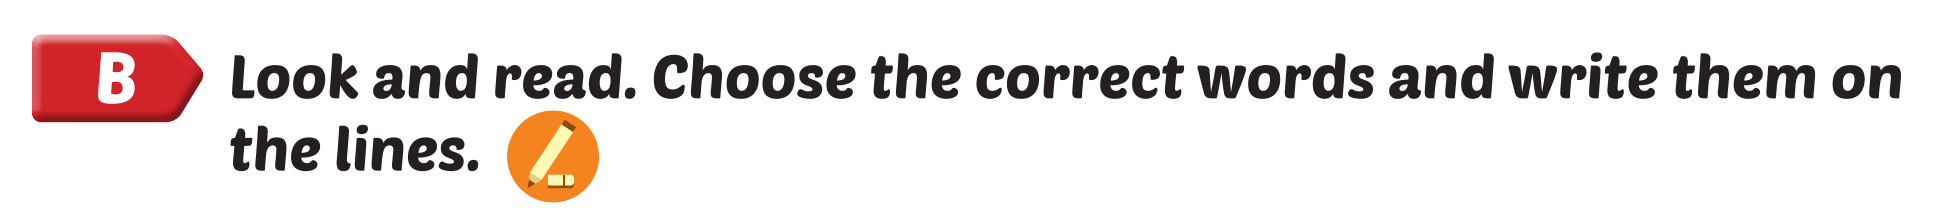 B Look and read. Choose the correct words and write them on
the lines.